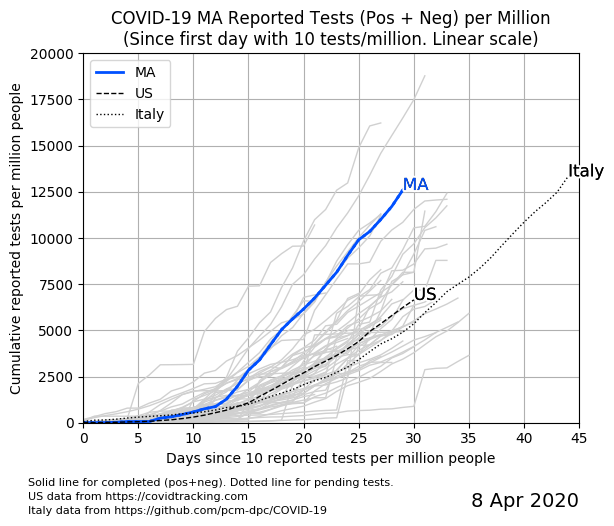 COVID-19 MA Reported Tests (Pos + Neg) per Million
(Since first day with 10 tests/million. Linear scale)
Cumulative reported tests per million people
20000
17500
15000
12500
10000
7500
5000
2500
0
MA
US
Italy
MA
US
Italy
0 5 10 15 20 25 30 35 40 45
Days since 10 reported tests per million people
Solid line for completed (pos+neg). Dotted line for pending tests.
US data from https://covidtracking.com
Italy data from https://github.com/pcm-dpc/COVID-19
8 Apr 2020